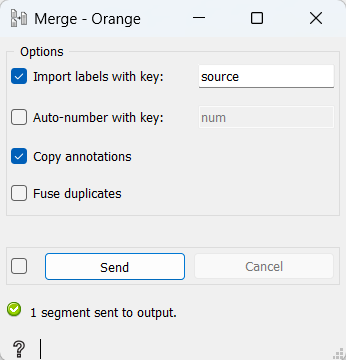 Merge - Orange
Options
Import labels with key: source
Auto-number with key: num
Copy annotations
Fuse duplicates
Send Cancel
1 segment sent to output.
?